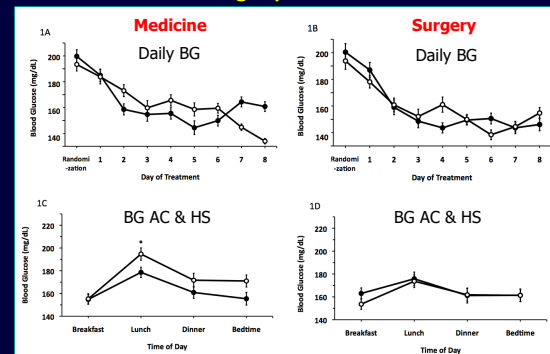 Medicine
Surgery
1A
Daily BG
Blood Glucose (mg/dL)
200
180
160
140
Randomi
-zation
1
2
3
4
5
6
7
8
Day of Treatment
1B
Daily BG
Blood Glucose (mg/dL)
200
180
160
140
Randomi
-zation
1
2
3
4
5
6
7
8
Day of Treatment
1C
BG AC & HS
Blood Glucose (mg/dL)
220
200
180
160
140
*
Breakfast
Lunch
Dinner
Bedtime
Time of Day
1D
BG AC & HS
Blood Glucose (mg/dL)
220
200
180
160
140
Breakfast
Lunch
Dinner
Bedtime
Time of Day